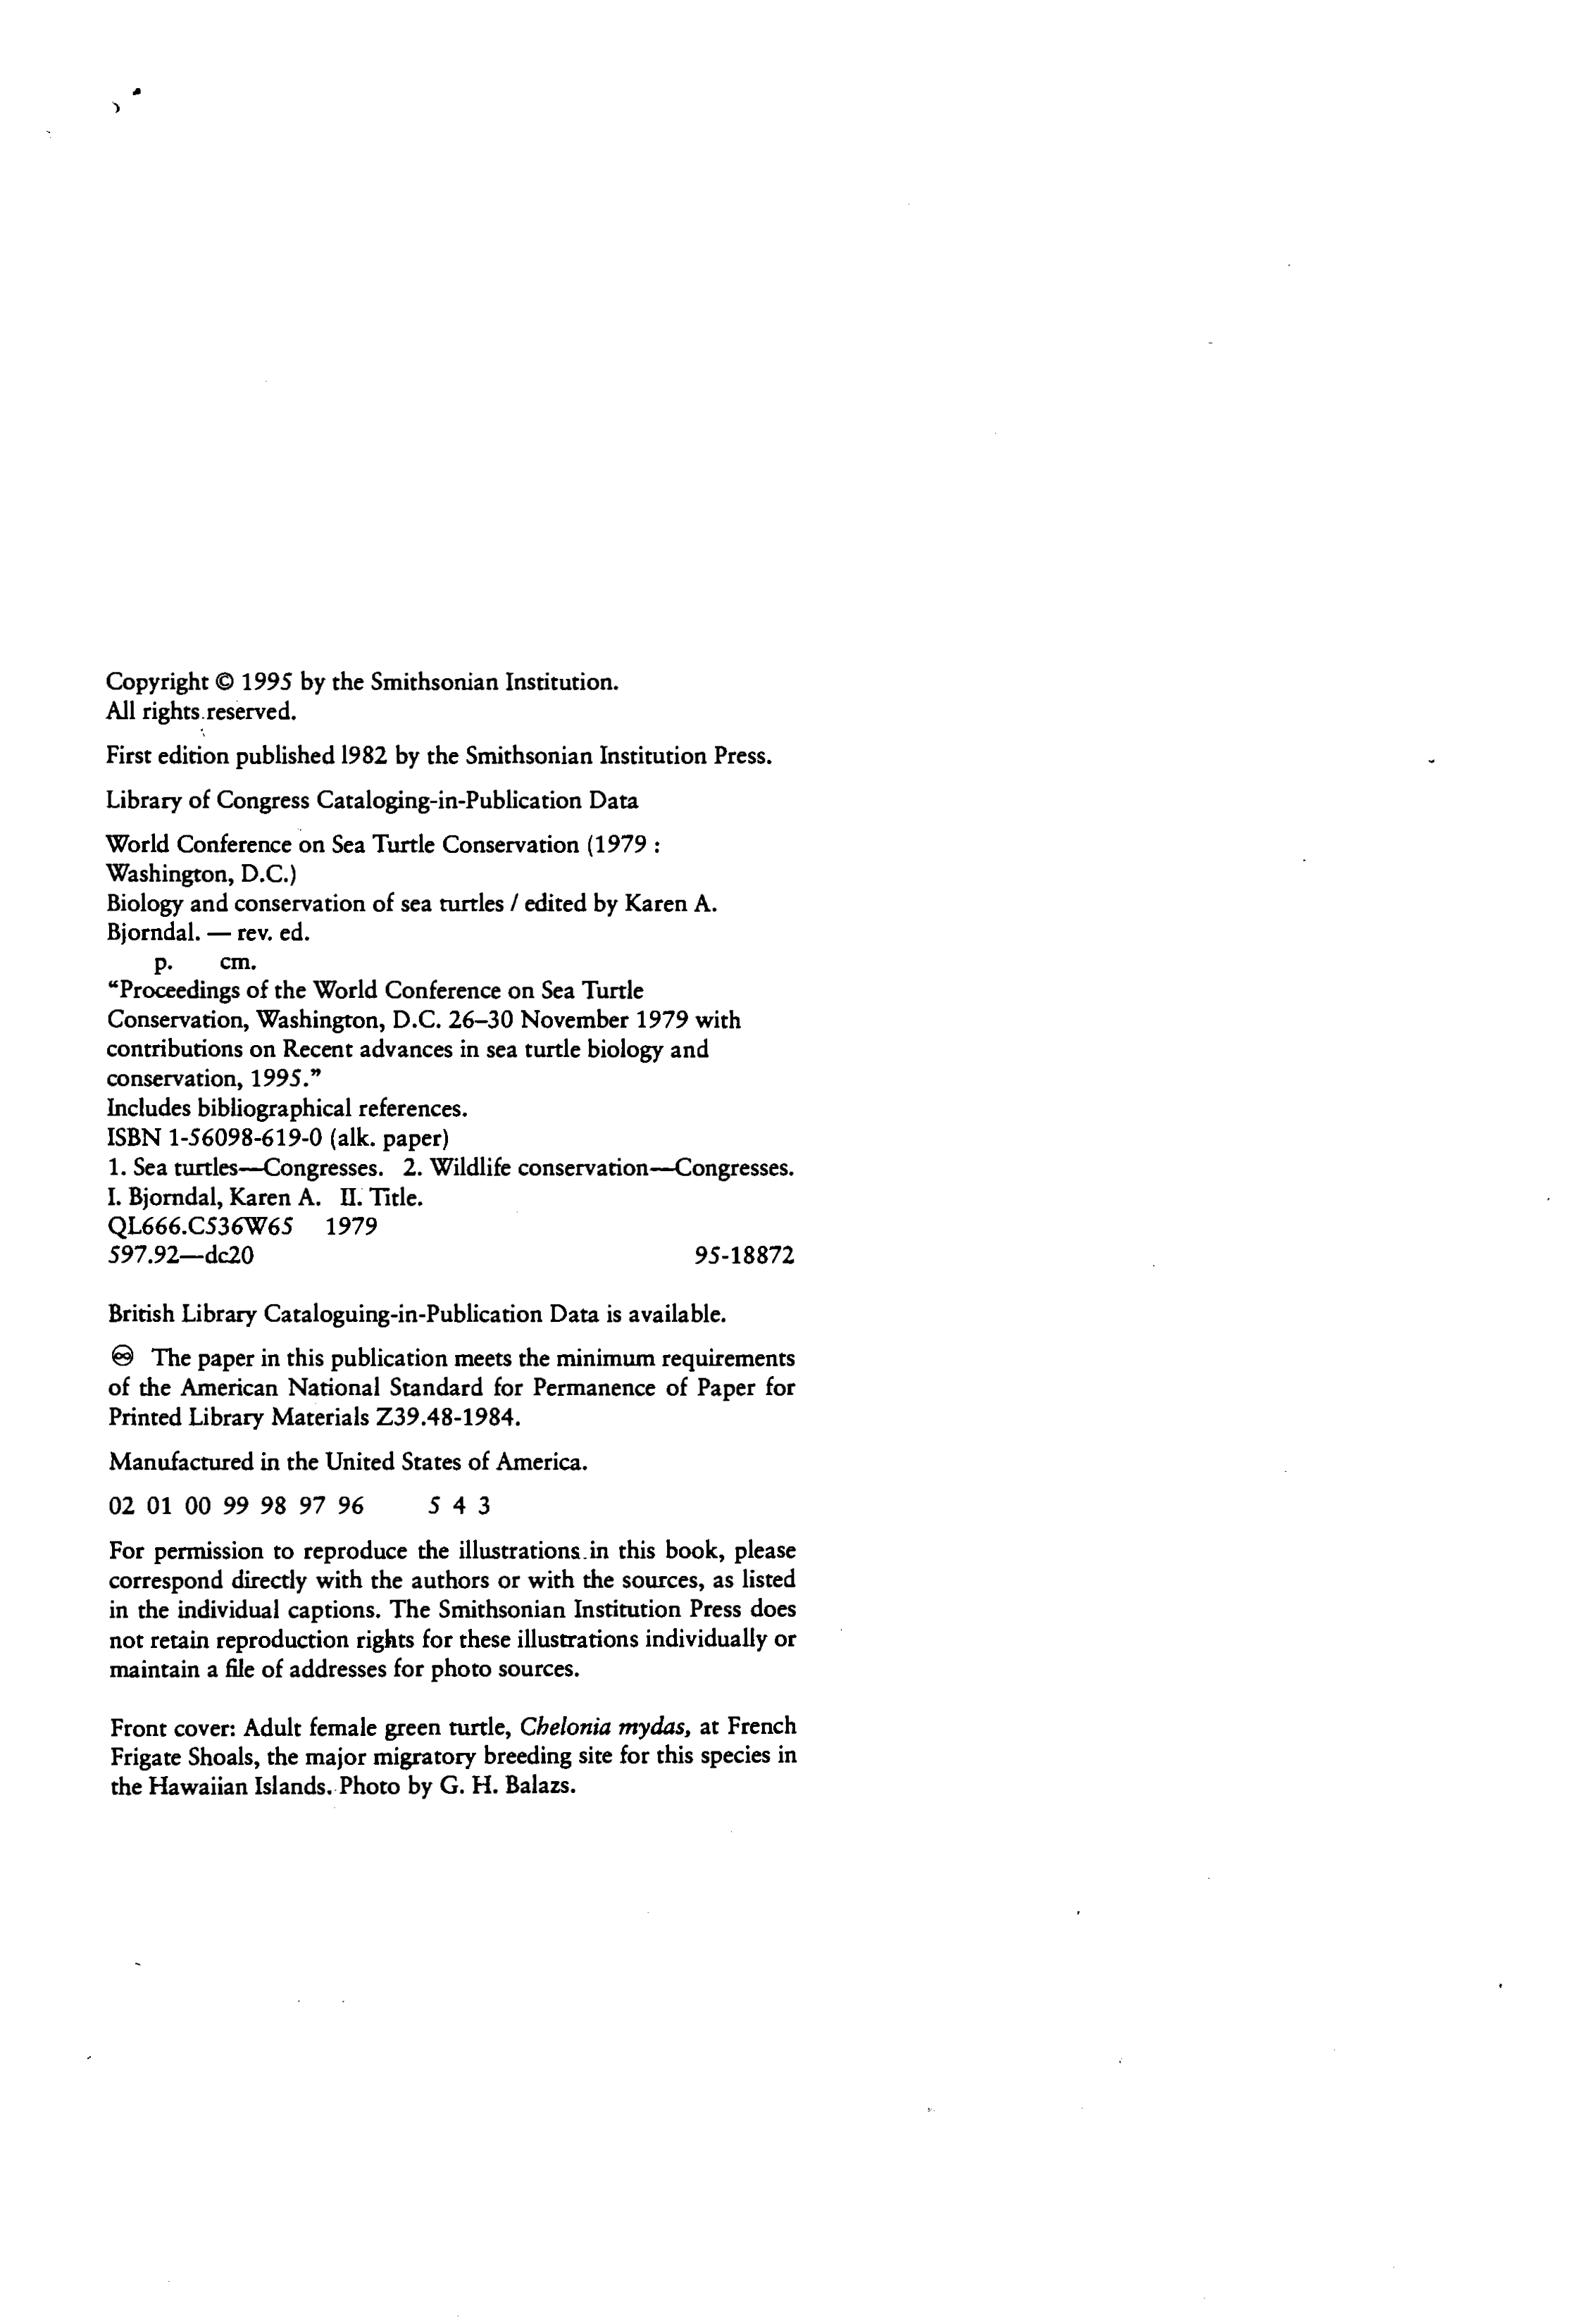 Copyright © 1995 by the Smithsonian Institution.
All rights reserved.
First edition published 1982 by the Smithsonian Institution Press.
Library of Congress Cataloging-in-Publication Data
World Conference on Sea Turtle Conservation (1979 :
Washington, D.C.)
Biology and conservation of sea turtles / edited by Karen A.
Bjorndal. — rev. ed.
p. cm.
“Proceedings of the World Conference on Sea Turtle
Conservation, Washington, D.C. 26–30 November 1979 with
contributions on Recent advances in sea turtle biology and
conservation, 1995.”
Includes bibliographical references.
ISBN 1-56098-619-0 (alk. paper)
1. Sea turtles—Congresses. 2. Wildlife conservation—Congresses.
I. Bjorndal, Karen A. II. Title.
QL666.C536W65 1979
597.92—dc20 95-18872
British Library Cataloguing-in-Publication Data is available.
♾ The paper in this publication meets the minimum requirements
of the American National Standard for Permanence of Paper for
Printed Library Materials Z39.48-1984.
Manufactured in the United States of America.
02 01 00 99 98 97 96 5 4 3
For permission to reproduce the illustrations in this book, please
correspond directly with the authors or with the sources, as listed
in the individual captions. The Smithsonian Institution Press does
not retain reproduction rights for these illustrations individually or
maintain a file of addresses for photo sources.
Front cover: Adult female green turtle, Chelonia mydas, at French
Frigate Shoals, the major migratory breeding site for this species in
the Hawaiian Islands. Photo by G. H. Balazs.